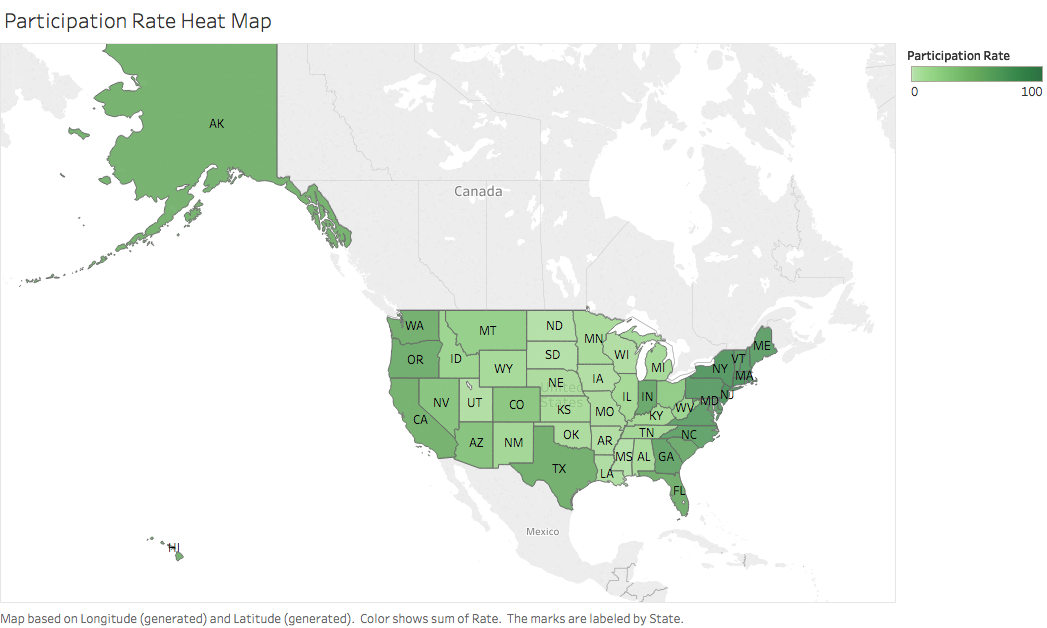 Participation Rate Heat Map
Participation Rate
0 100
AK
Canada
WA MT ND MN ME
OR ID WY SD WI MI NY VT MA
NV UT CO NE IA IL IN MD NJ
United
States
CA KS MO KY WV
AZ NM OK AR TN NC
TX LA MS AL GA
FL
Mexico
HI
Map based on Longitude (generated) and Latitude (generated). Color shows sum of Rate. The marks are labeled by State.